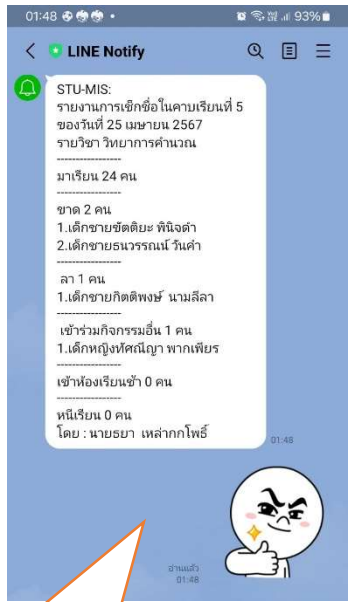 01:48
93%
LINE Notify
STU-MIS:
รายงานการเช็กชื่อในคาบเรียนที่ 5
ของวันที่ 25 เมษายน 2567
รายวิชา วิทยาการคำนวณ
----------------
มาเรียน 24 คน
----------------
ขาด 2 คน
1.เด็กชายขัตติยะ พินิจดำ
2.เด็กชายธนวรรณน์ วันคำ
----------------
ลา 1 คน
1.เด็กชายกิตติพงษ์ นามลีลา
----------------
เข้าร่วมกิจกรรมอื่น 1 คน
1.เด็กหญิงทัศณีญา พากเพียร
----------------
เข้าห้องเรียนช้า 0 คน
----------------
หนีเรียน 0 คน
โดย : นายธยา เหล่ากกโพธิ์
01:48
อ่านแล้ว
01:48